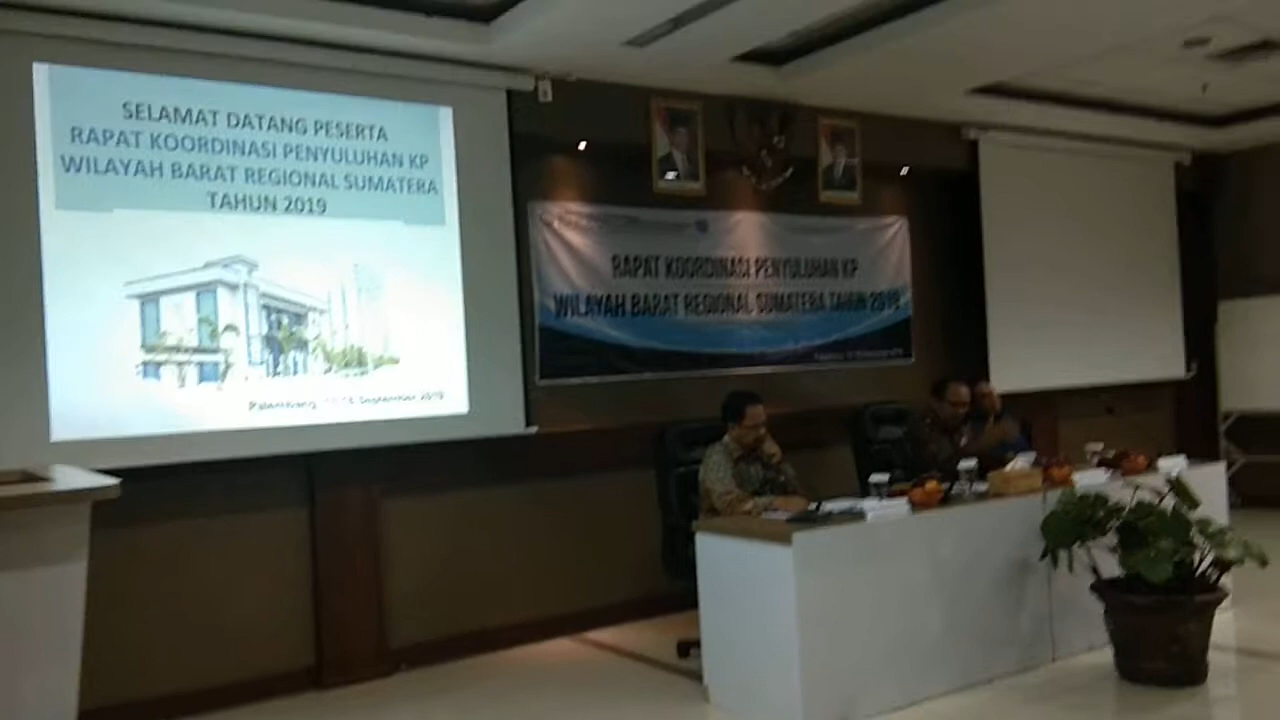 SELAMAT DATANG PESERTA
RAPAT KOORDINASI PENYULUHAN KP
WILAYAH BARAT REGIONAL SUMATERA
TAHUN 2019
Palembang, September 2019
RAPAT KOORDINASI PENYULUHAN KP
WILAYAH BARAT REGIONAL SUMATERA TAHUN 2019